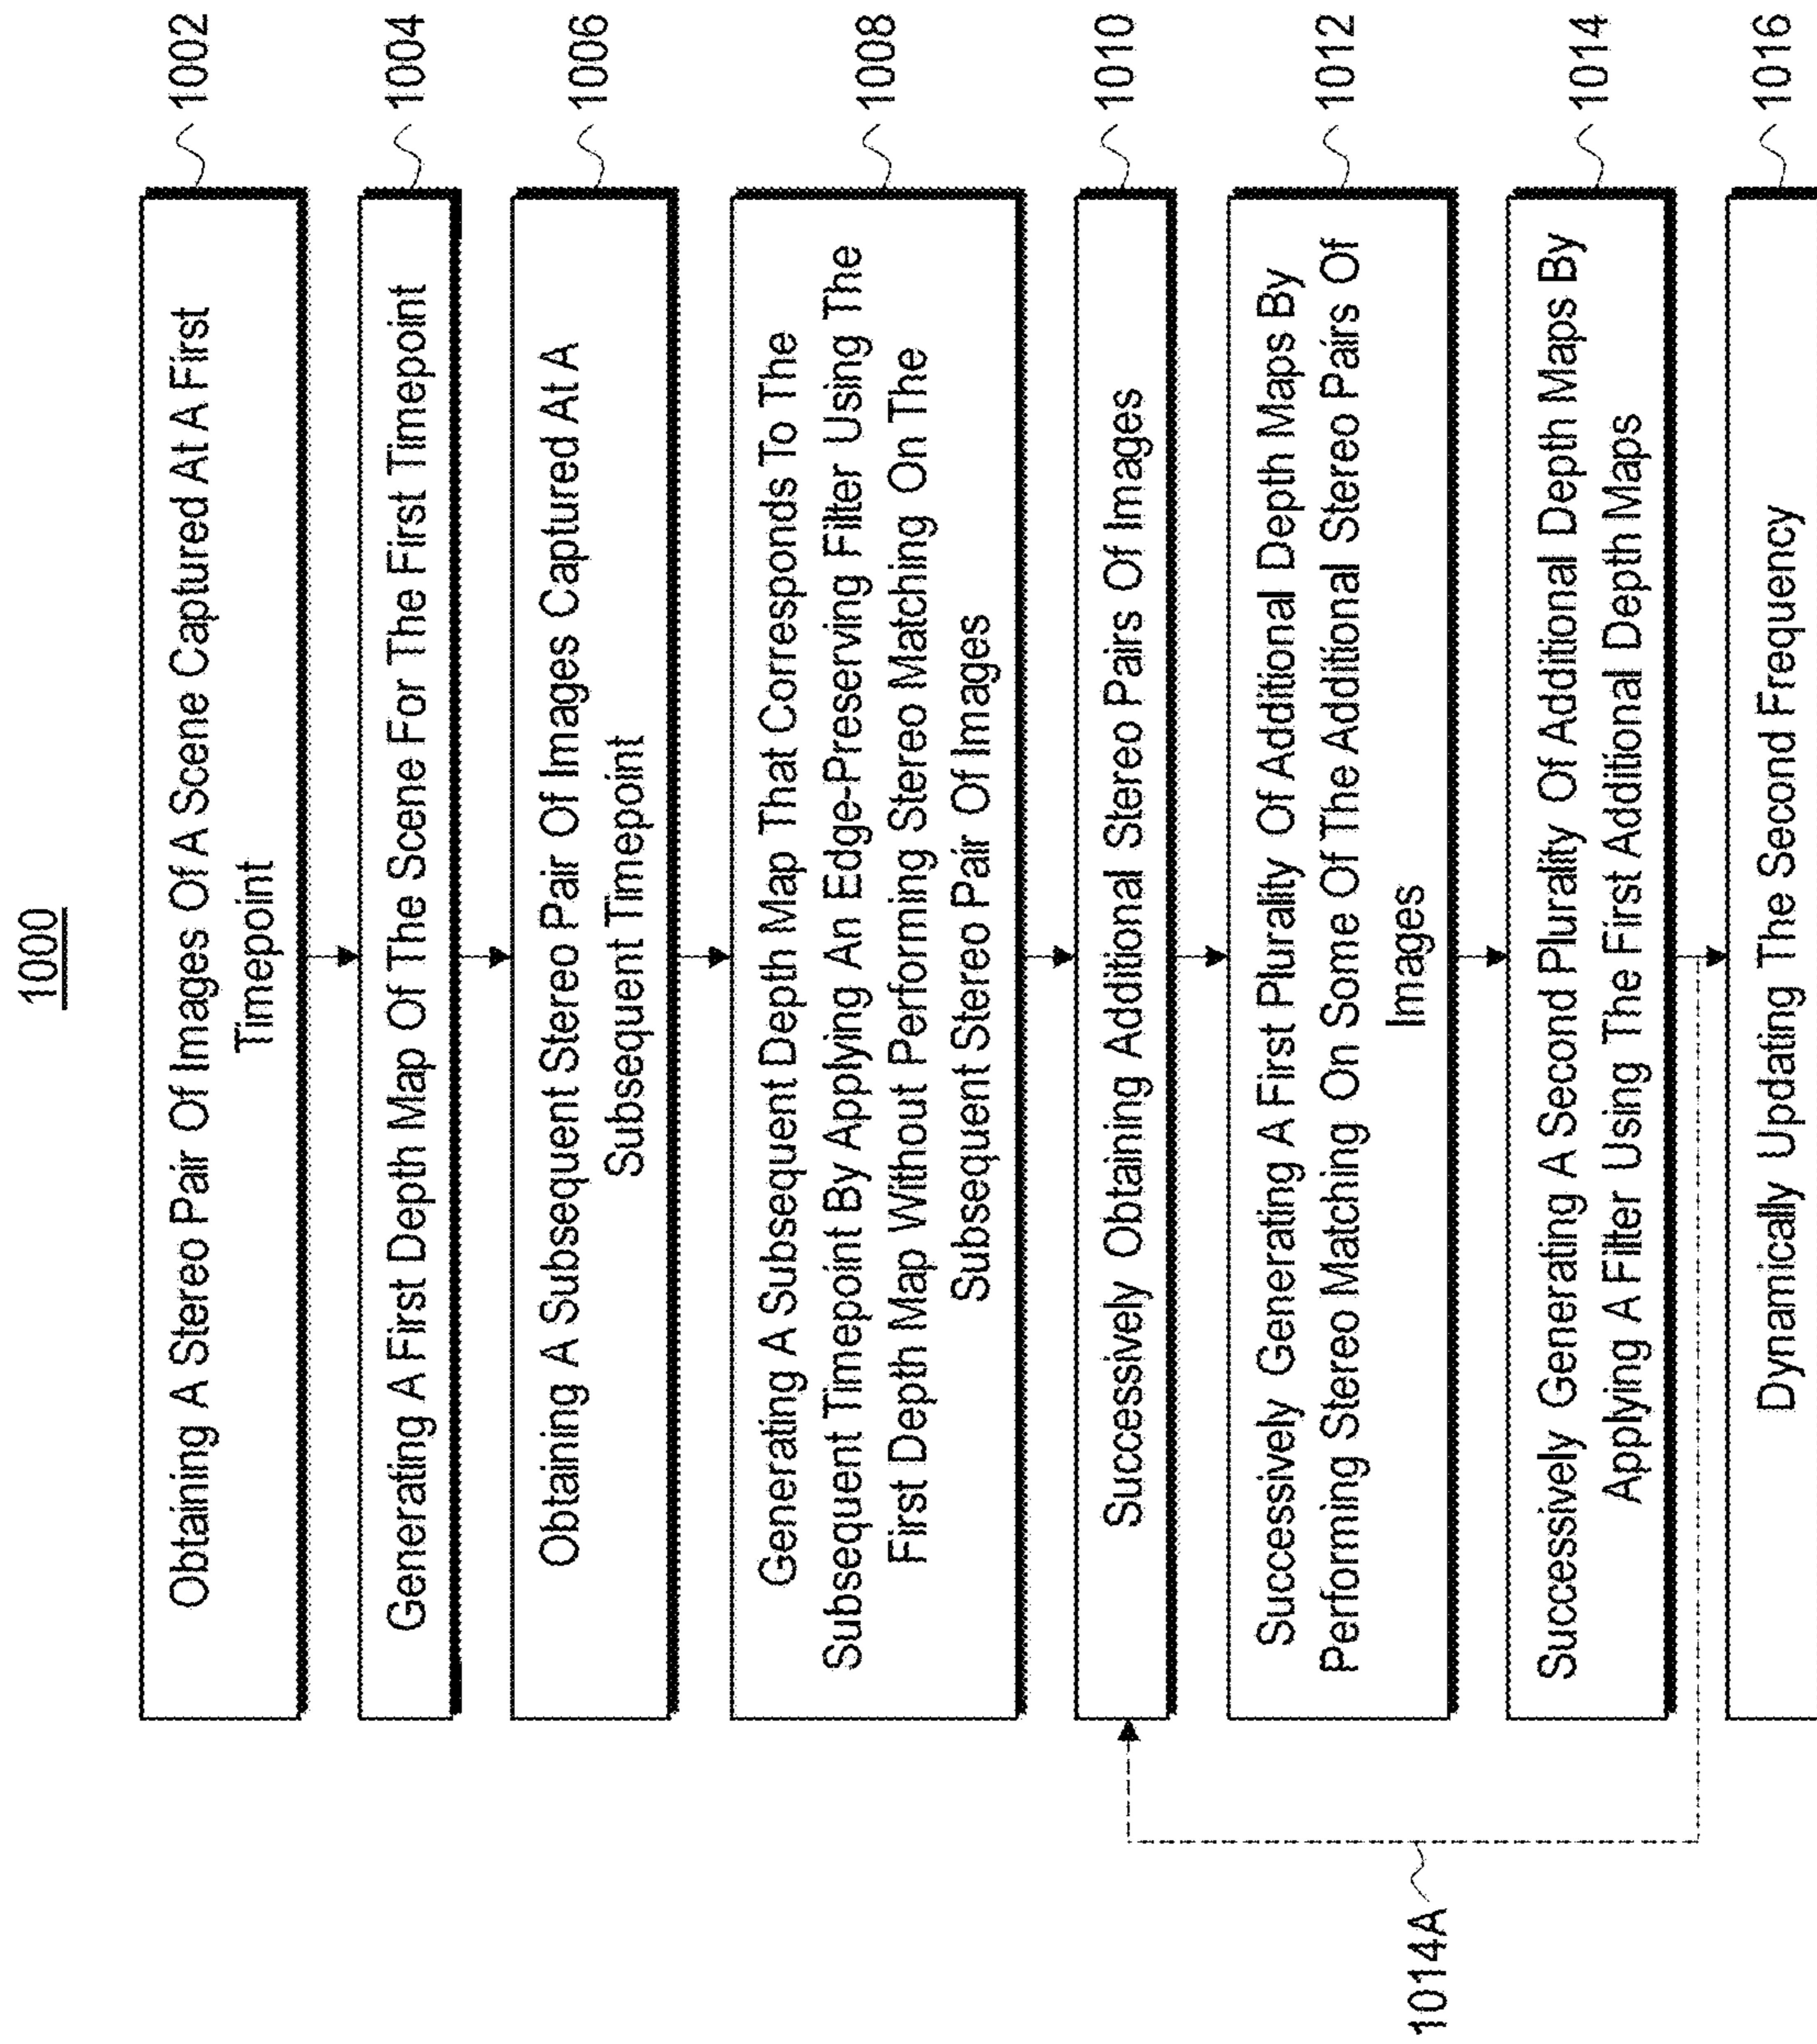 1000
Obtaining A Stereo Pair Of Images Of A Scene Captured At A First
Timepoint
1002
Generating A First Depth Map Of The Scene For The First Timepoint
1004
Obtaining A Subsequent Stereo Pair Of Images Captured At A
Subsequent Timepoint
1006
Generating A Subsequent Depth Map That Corresponds To The
Subsequent Timepoint By Applying An Edge-Preserving Filter Using The
First Depth Map Without Performing Stereo Matching On The
Subsequent Stereo Pair Of Images
1008
Successively Obtaining Additional Stereo Pairs Of Images
1010
Successively Generating A First Plurality Of Additional Depth Maps By
Performing Stereo Matching On Some Of The Additional Stereo Pairs Of
Images
1012
Successively Generating A Second Plurality Of Additional Depth Maps By
Applying A Filter Using The First Additional Depth Maps
1014
1014A
Dynamically Updating The Second Frequency
1016